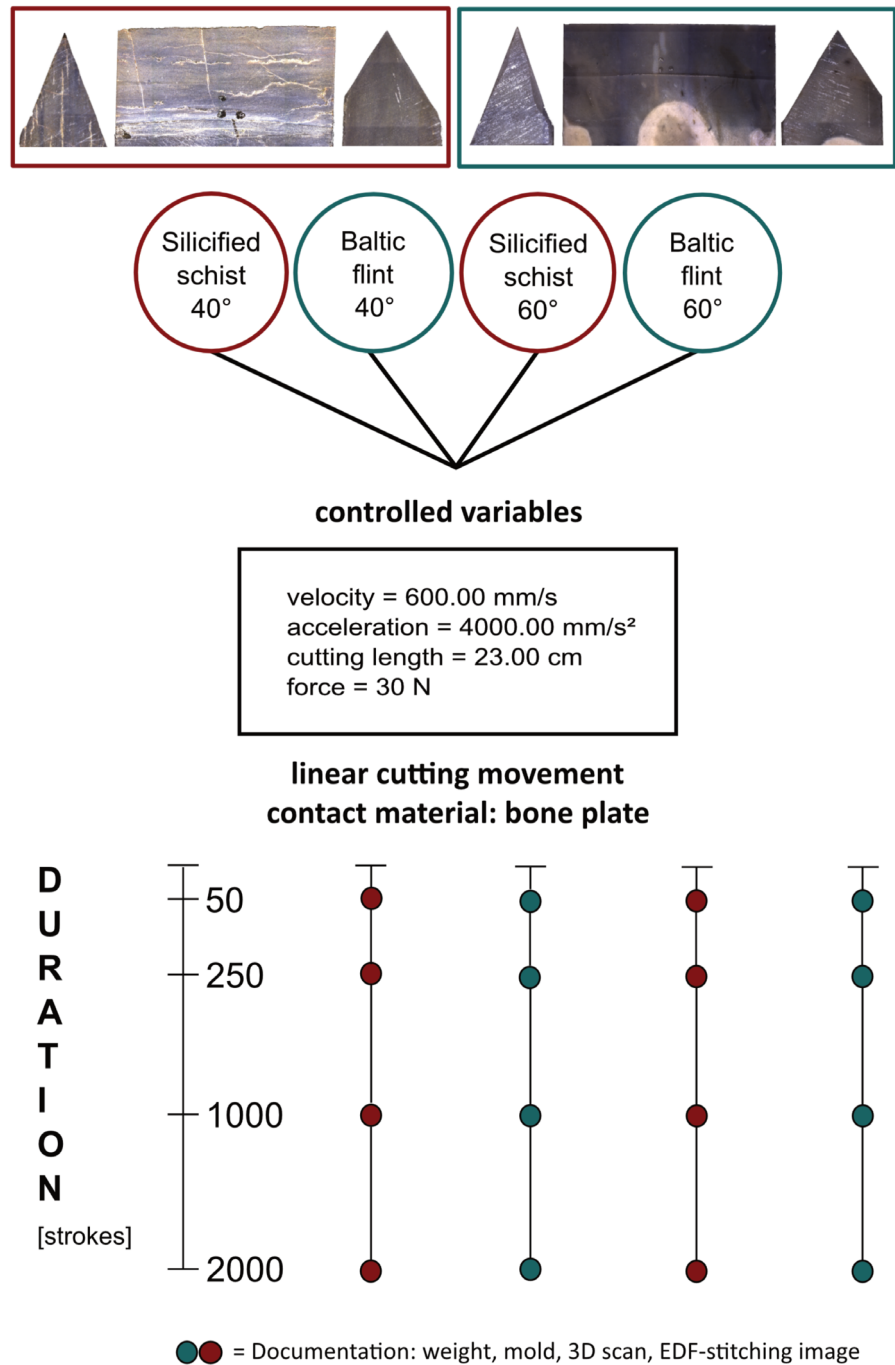 Silicified
schist
40°
Baltic
flint
40°
Silicified
schist
60°
Baltic
flint
60°
controlled variables
velocity = 600.00 mm/s
acceleration = 4000.00 mm/s²
cutting length = 23.00 cm
force = 30 N
linear cutting movement
contact material: bone plate
DURATION
[strokes]
50
250
1000
2000
= Documentation: weight, mold, 3D scan, EDF-stitching image